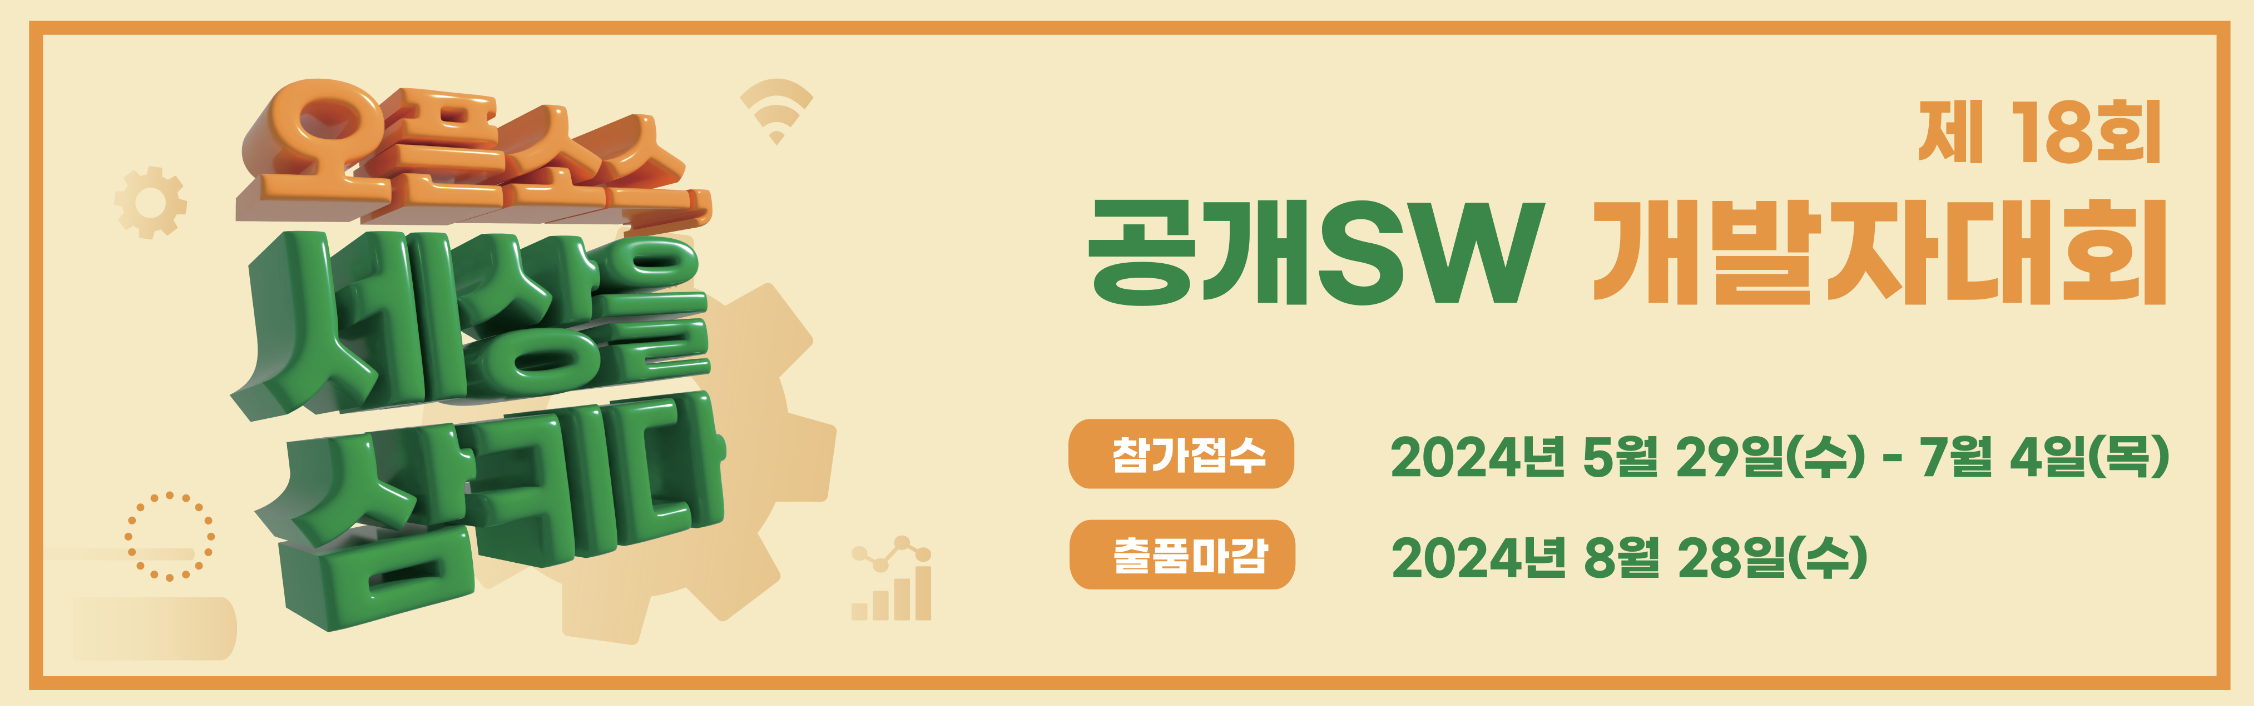 오픈소스
세상을
삼키다
제 18회
공개SW 개발자대회
참가접수 2024년 5월 29일(수) - 7월 4일(목)
출품마감 2024년 8월 28일(수)